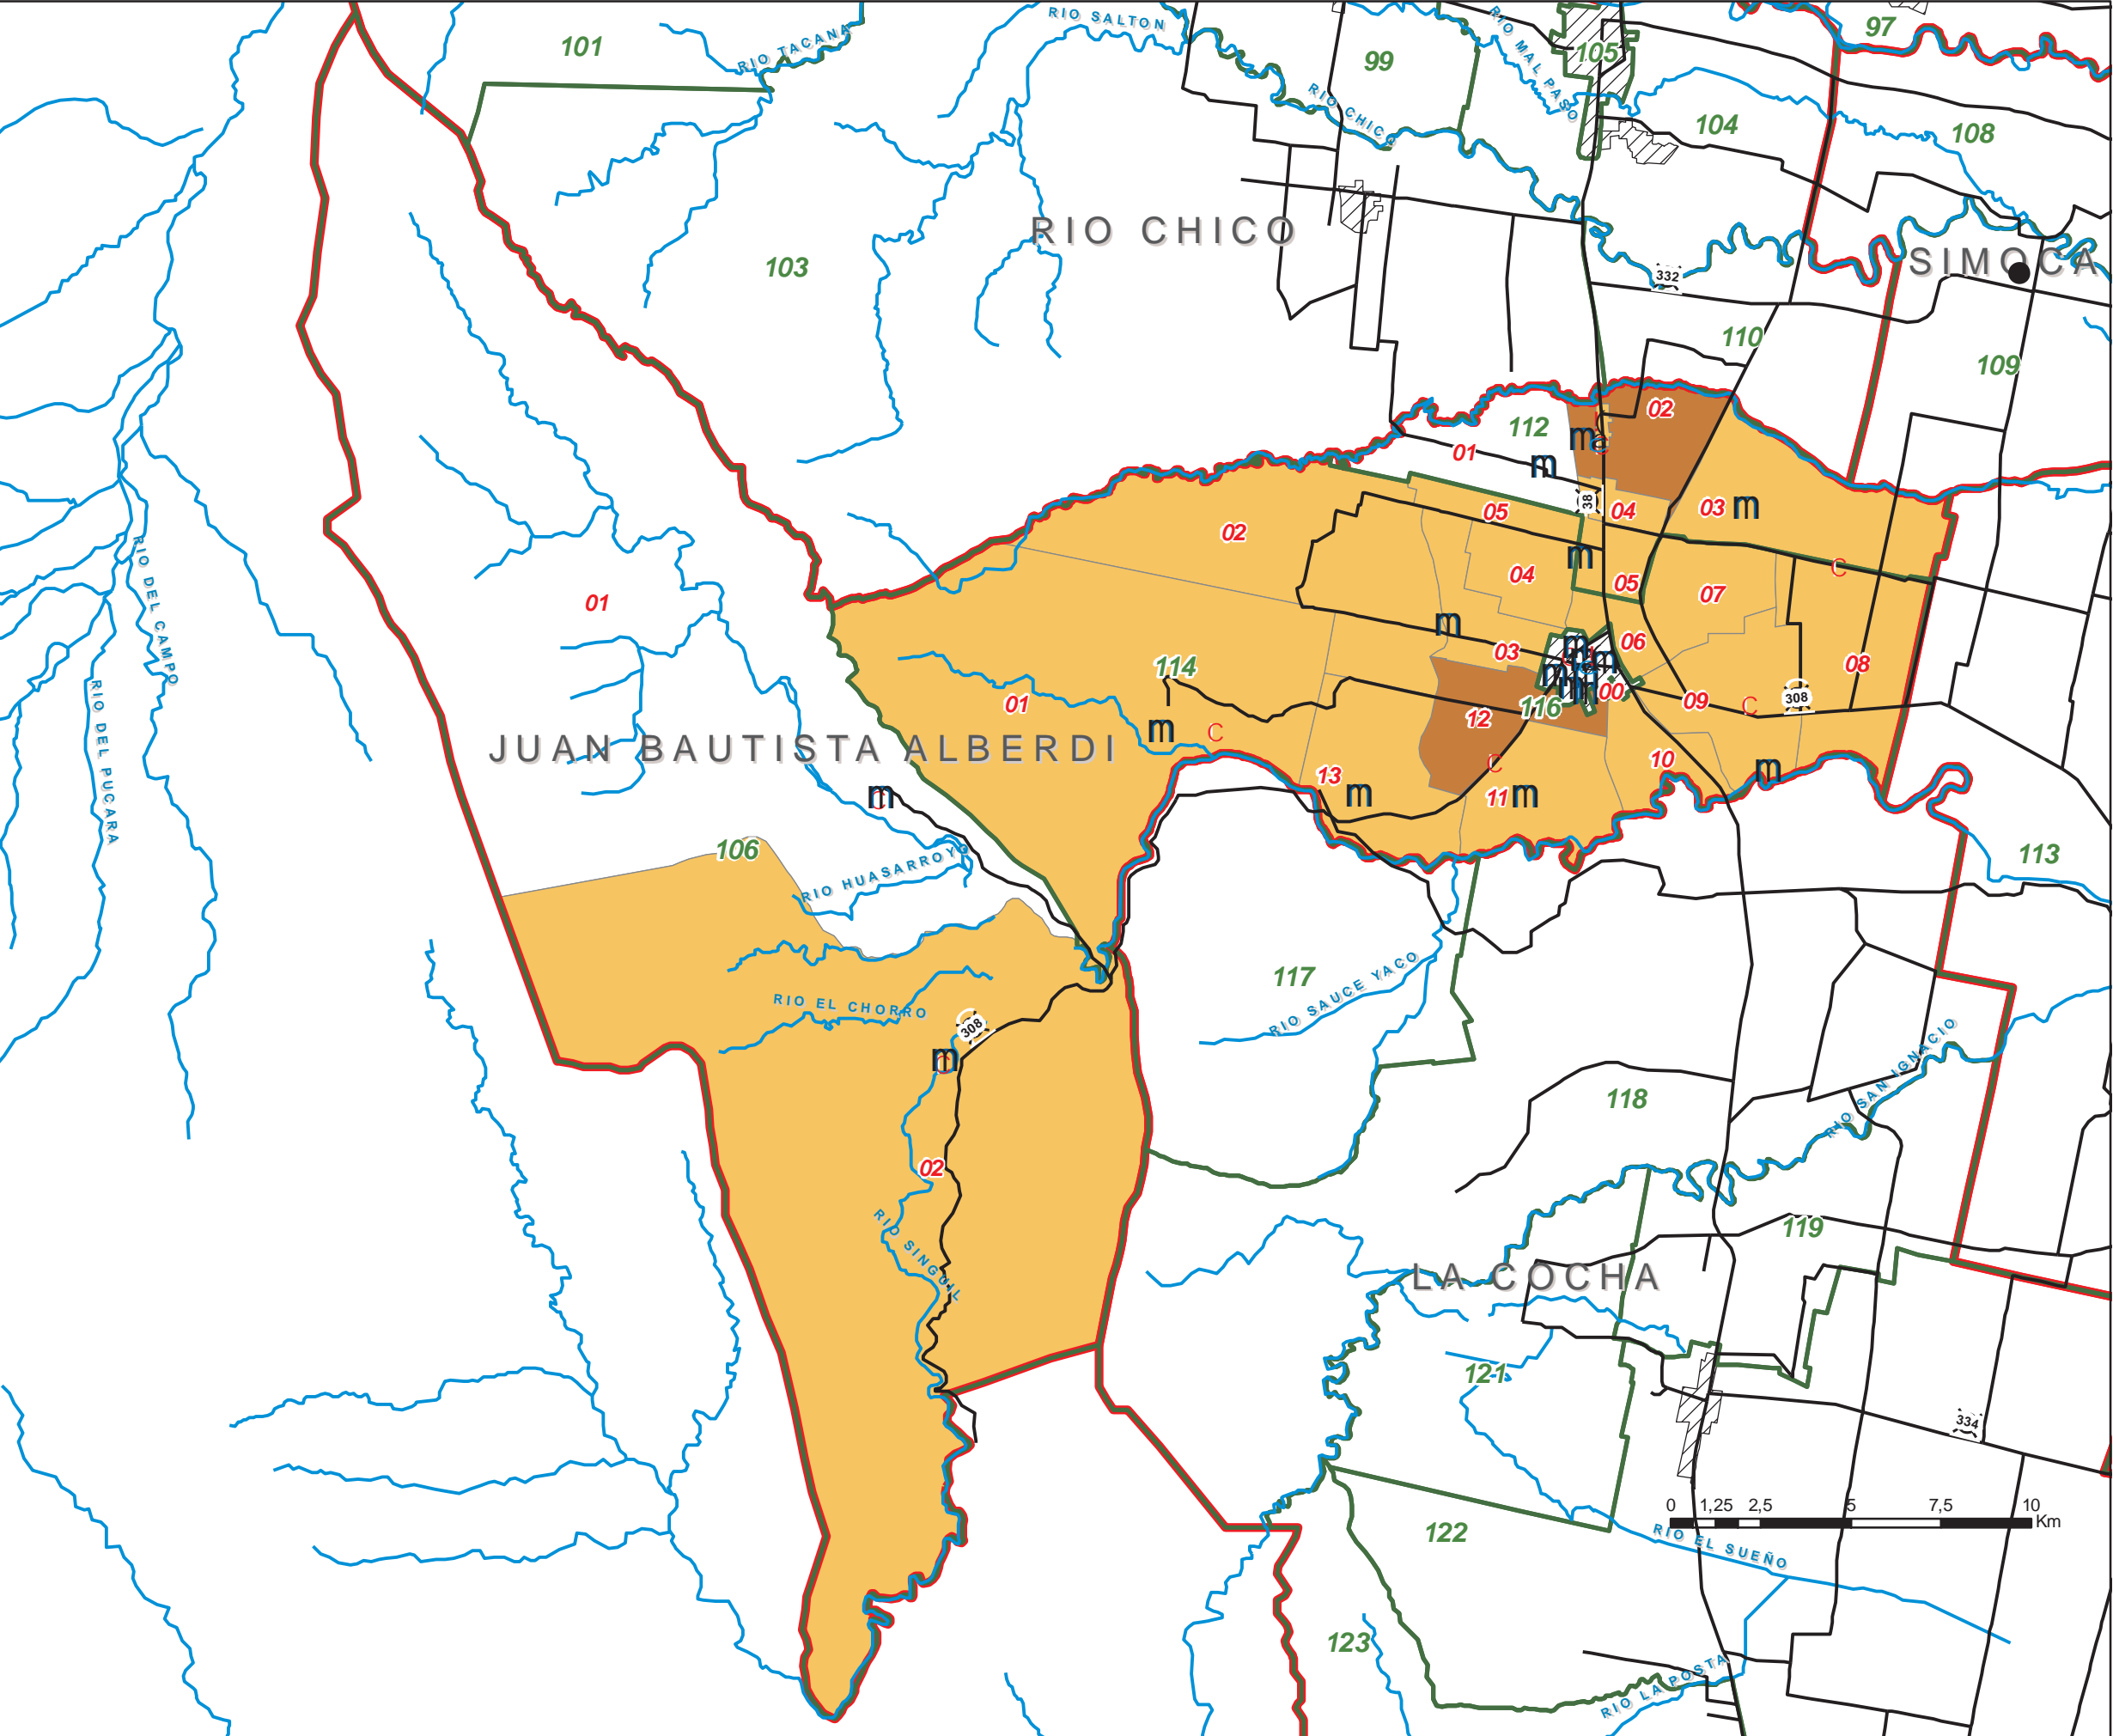 RIO SALTON
97
101
RIO TACANA
99
RIO MAL PASO
105
RIO CHICO
104
108
RIO CHICO
103
SIMOCA
332
110
109
02
112
01
38
05
04
03
02
04
05
07
RIO DEL CAMPO
01
06
03
08
114
00
01
116
09
308
12
RIO DEL PUCARA
JUAN BAUTISTA ALBERDI
10
13
11
106
113
RIO HUASARROYO
117
RIO SAUCE YACO
RIO EL CHORRO
308
118
RIO SAN IGNACIO
02
RIO SINGUIL
119
LA COCHA
121
334
0 1,25 2,5 5 7,5 10
Km
122
RIO EL SUEÑO
123
RIO LA POSTA
m
m
m
m
m
m
m
m
m
m
m
m
m
C
C
C
C
C
C